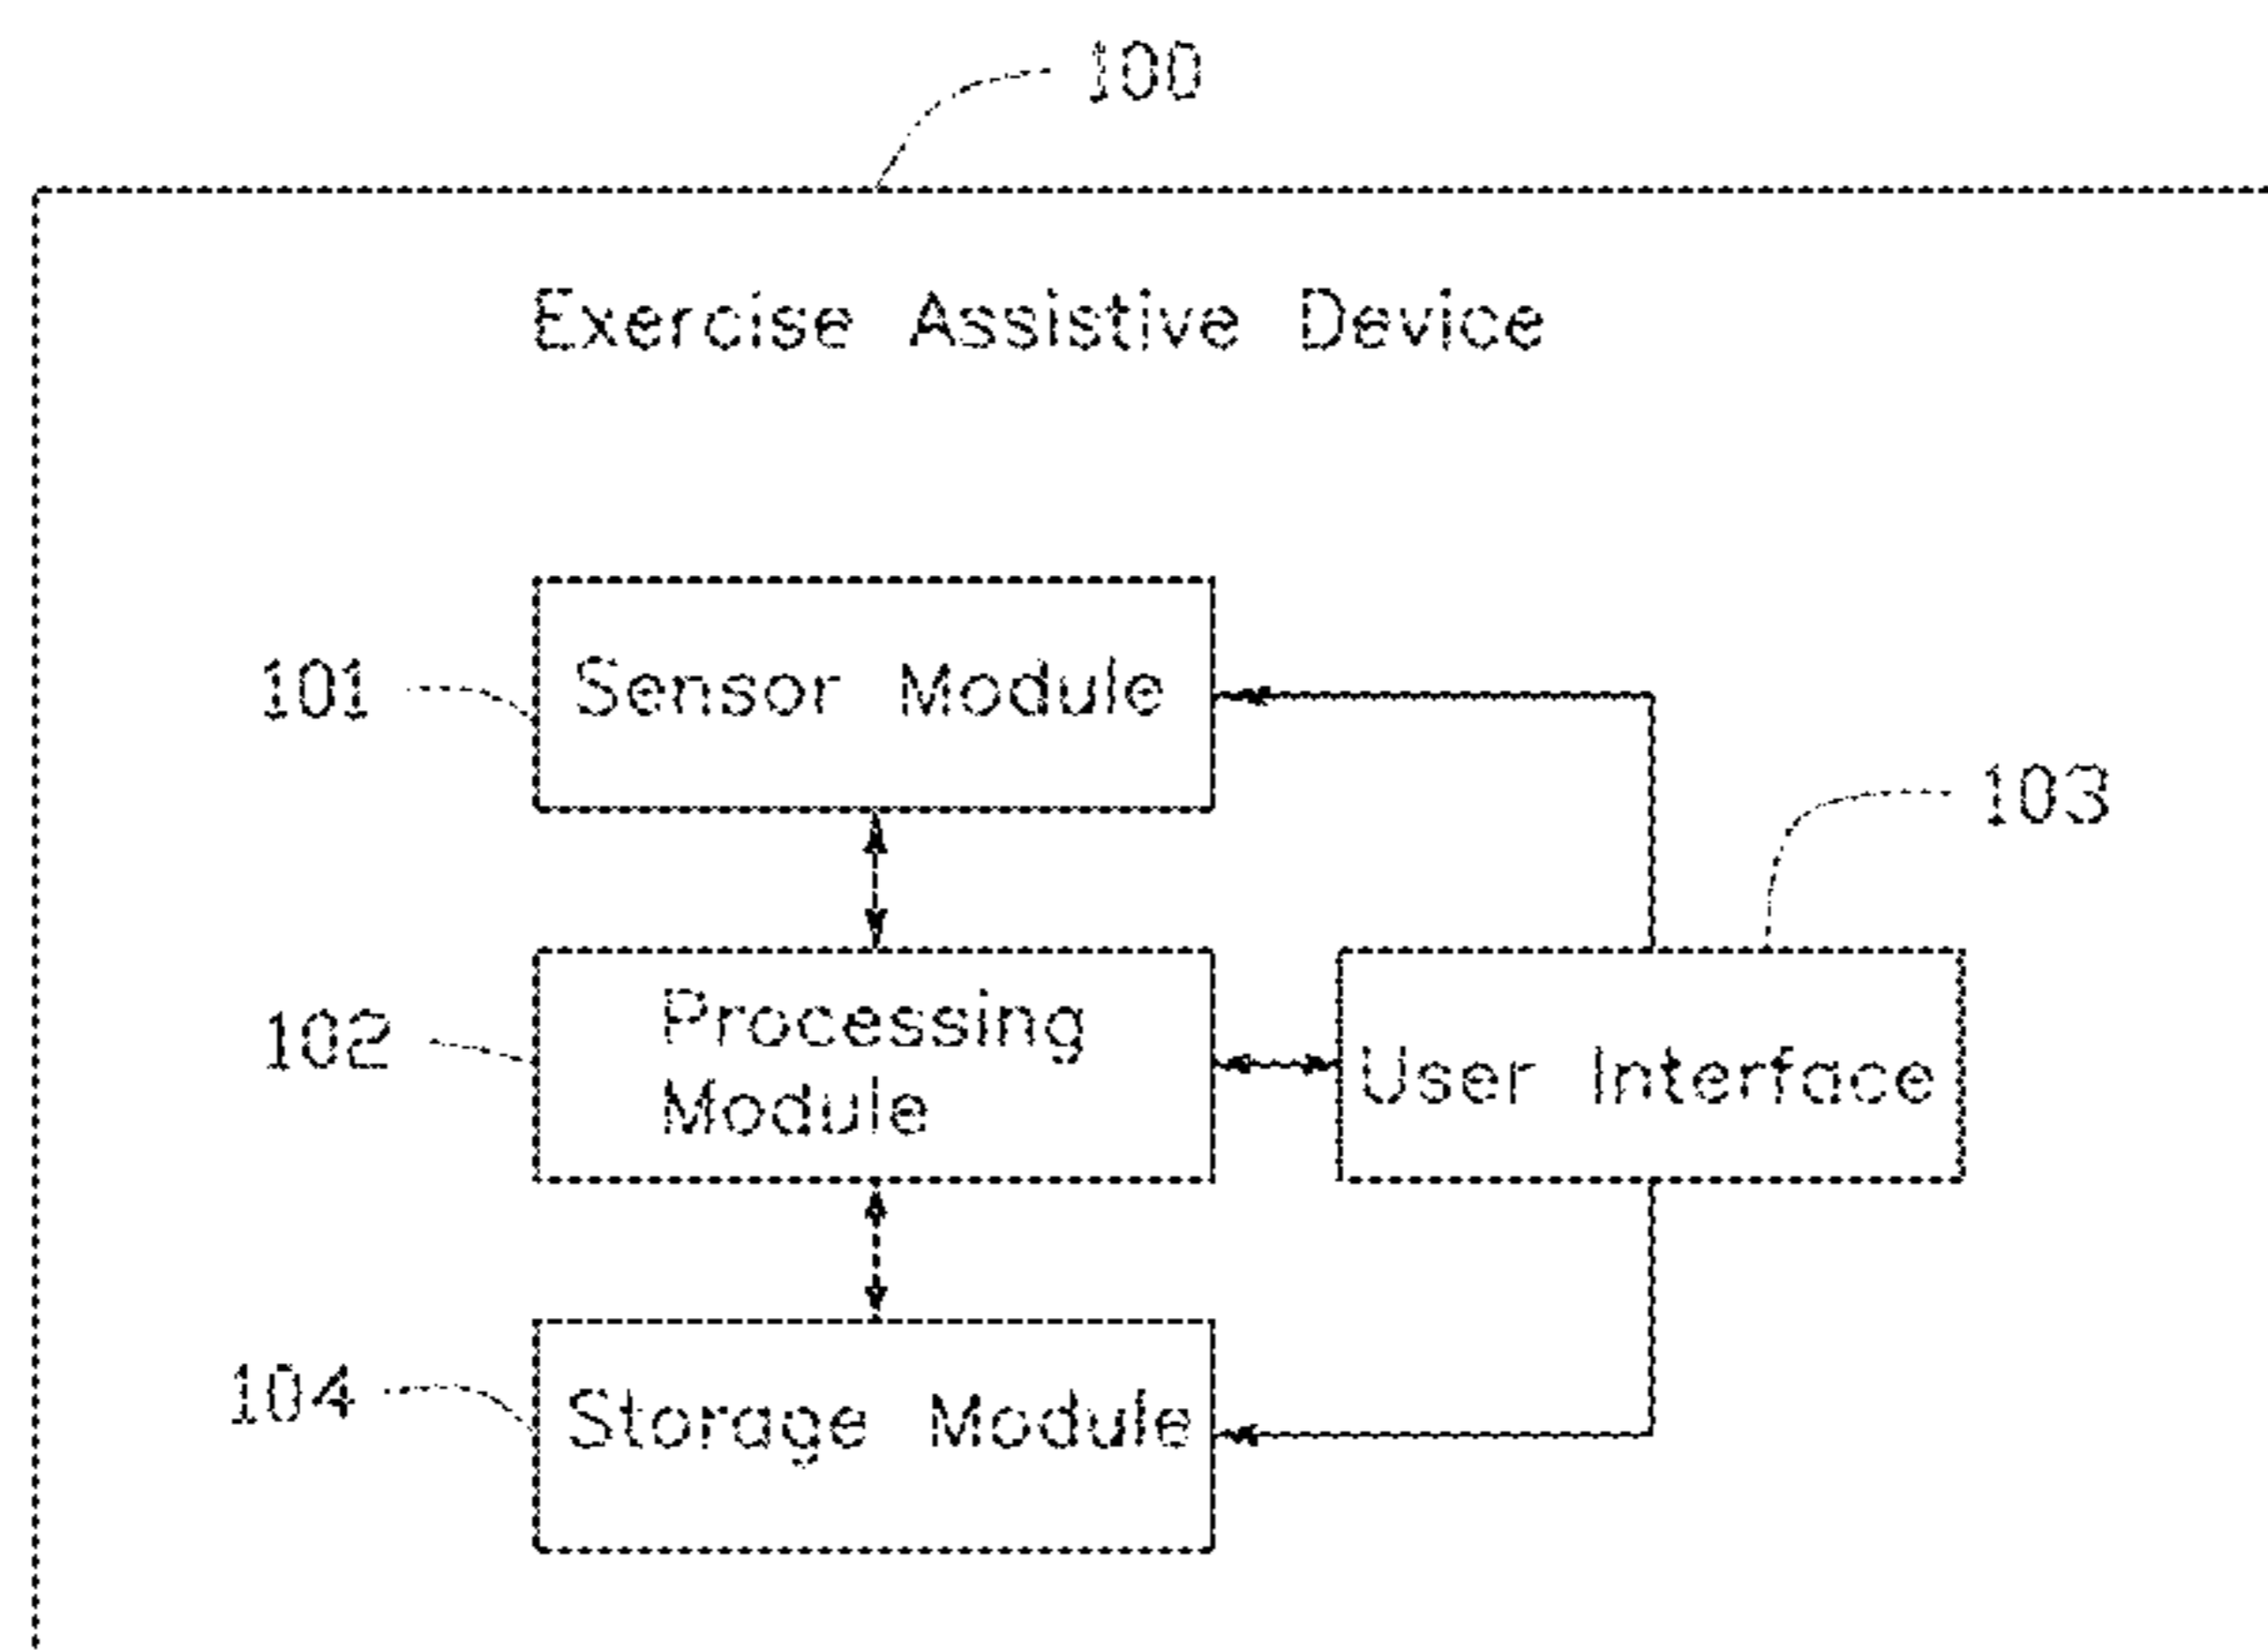 100
Exercise Assistive Device
101
Sensor Module
103
102
Processing
Module
User Interface
104
Storage Module